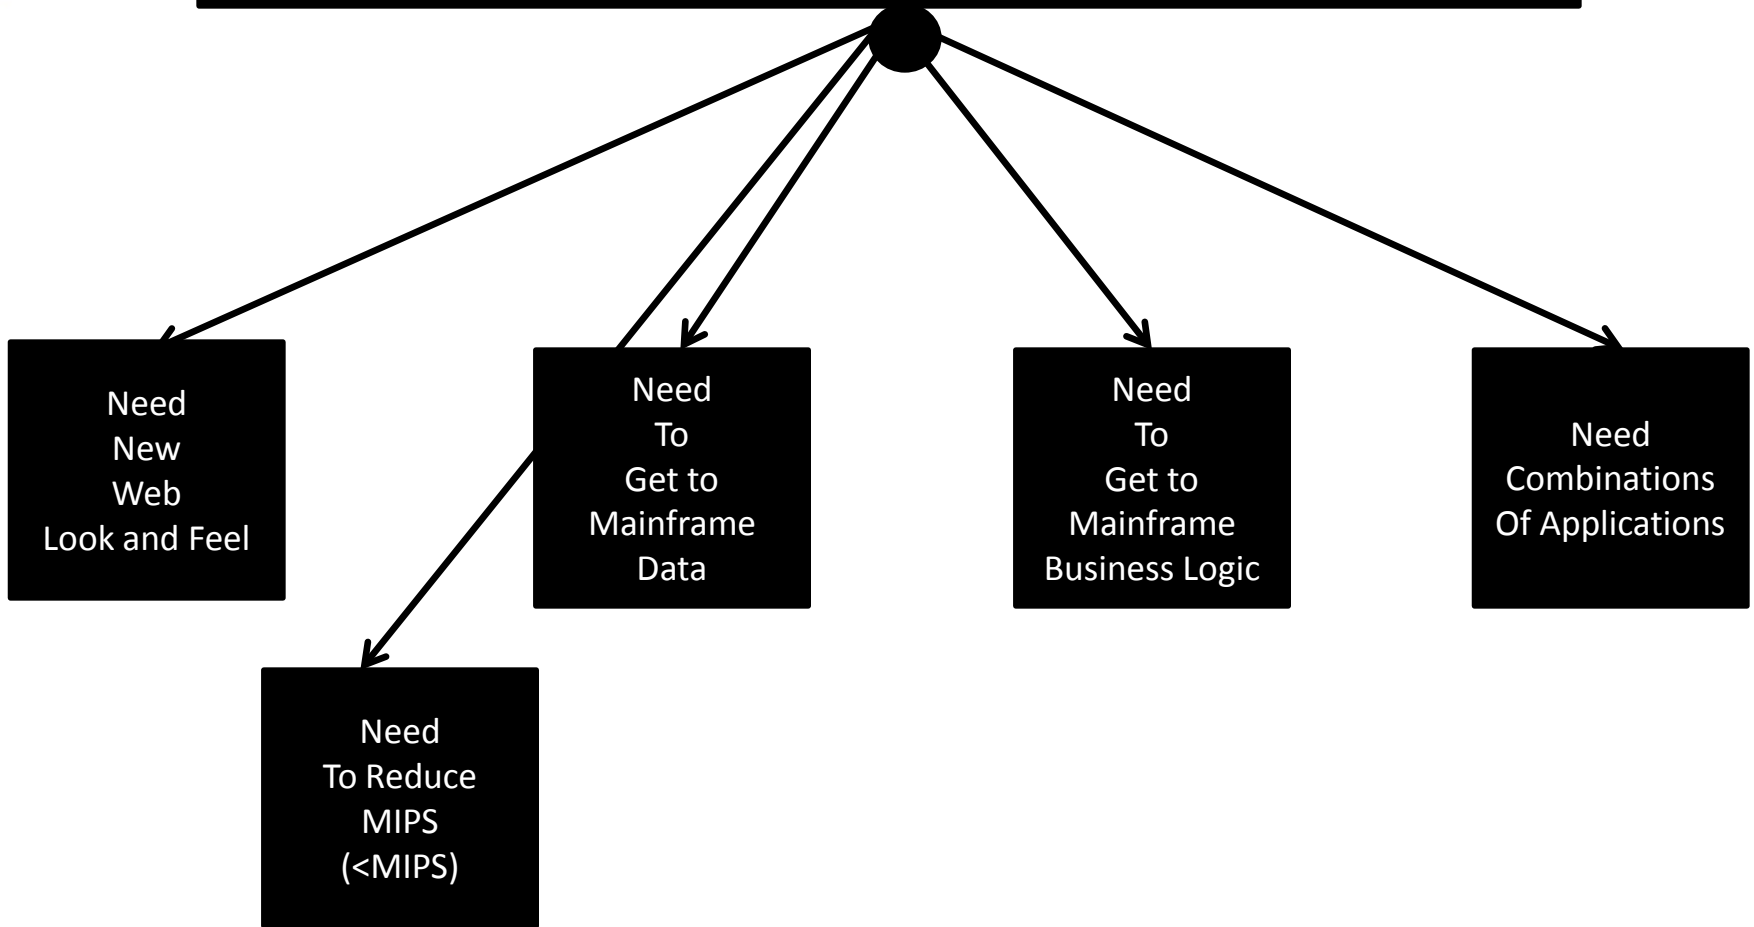 Need
New
Web
Look and Feel
Need
To
Get to
Mainframe
Data
Need
To
Get to
Mainframe
Business Logic
Need
Combinations
Of Applications
Need
To Reduce
MIPS
(<MIPS)